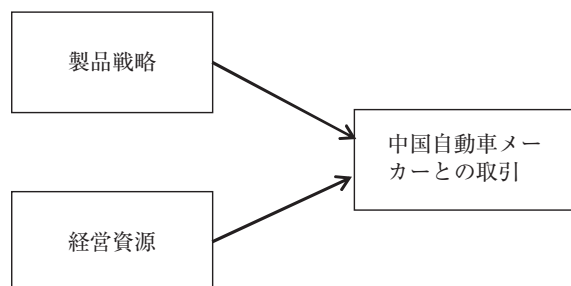 製品戦略
中国自動車メー
カーとの取引
経営資源